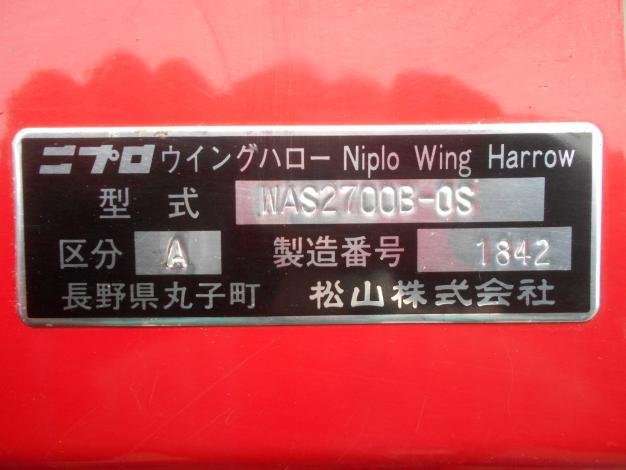 ニプロ ウイングハロー Niplo Wing Harrow
型式 WAS2700B-0S
区分 A 製造番号 1842
長野県丸子町 松山株式会社